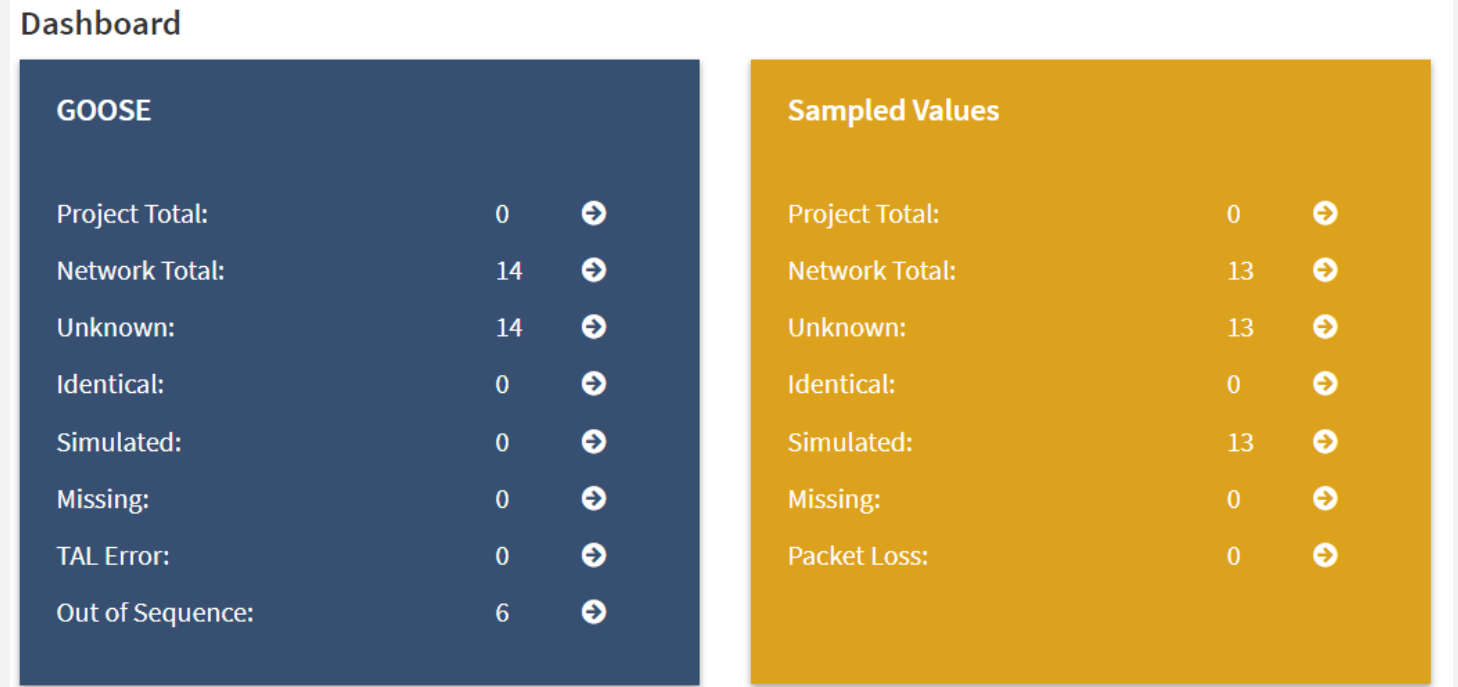 Dashboard
GOOSE
Project Total: 0
Network Total: 14
Unknown: 14
Identical: 0
Simulated: 0
Missing: 0
TAL Error: 0
Out of Sequence: 6
Sampled Values
Project Total: 0
Network Total: 13
Unknown: 13
Identical: 0
Simulated: 13
Missing: 0
Packet Loss: 0